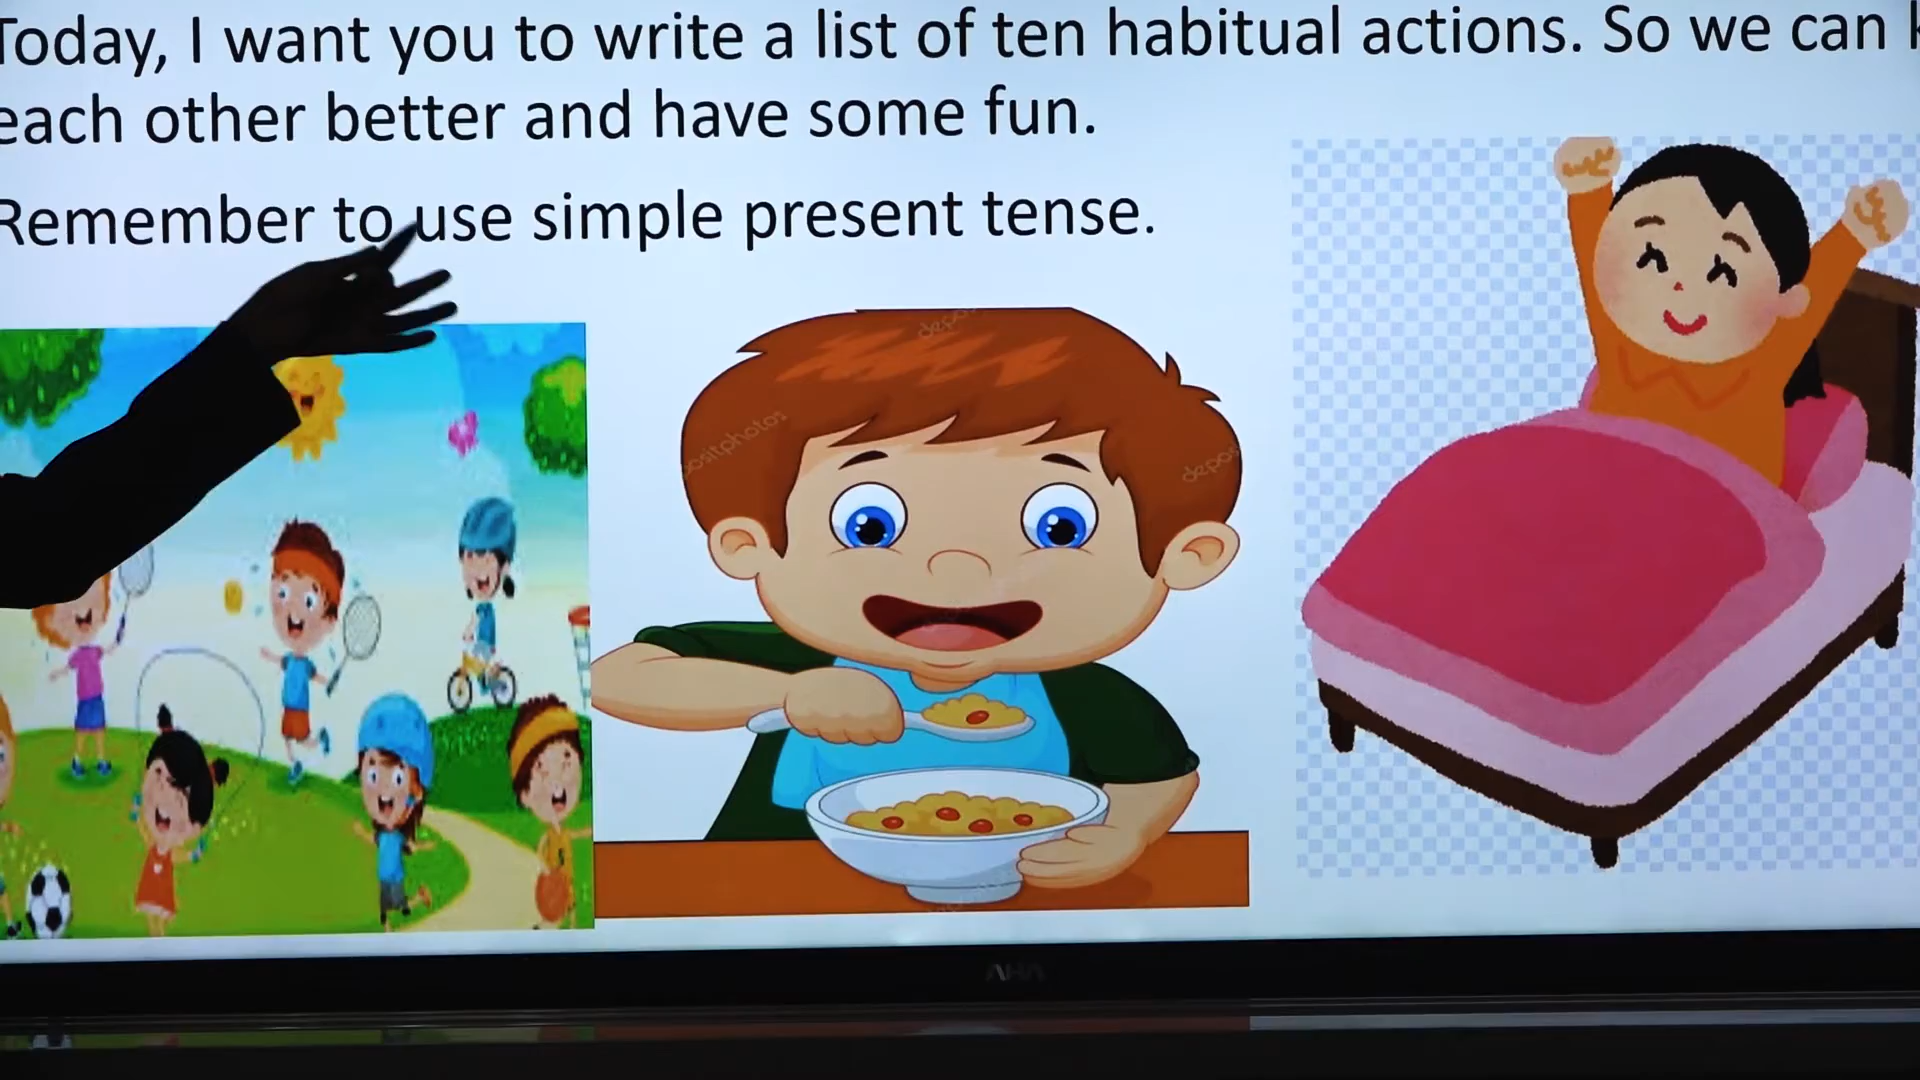 Today, I want you to write a list of ten habitual actions. So we can
each other better and have some fun.
Remember to use simple present tense.